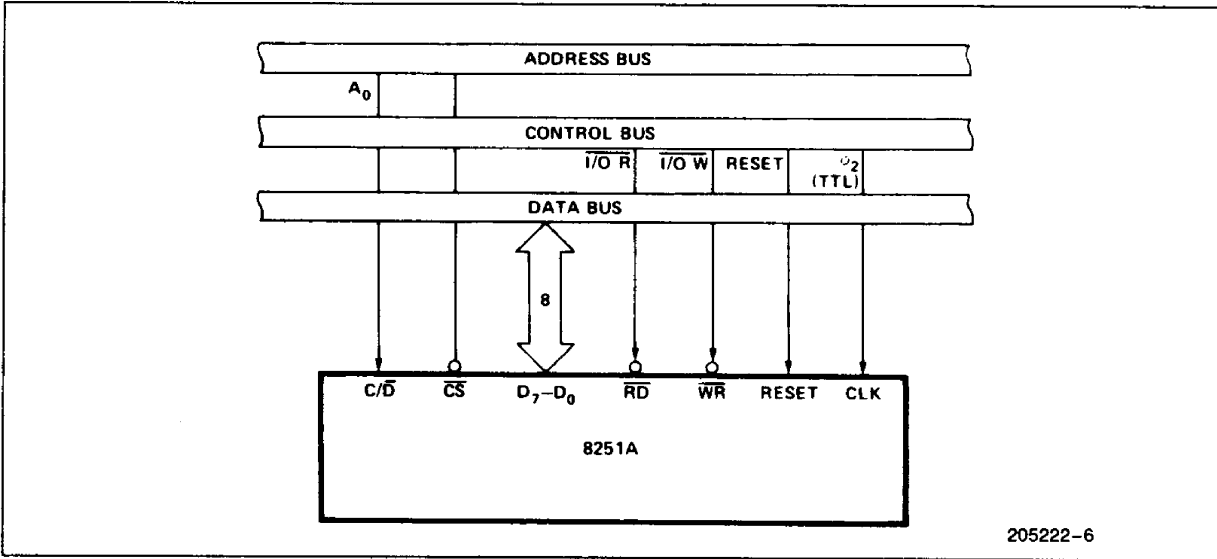 ADDRESS BUS
A₀
CONTROL BUS
I/O R I/O W RESET φ₂
(TTL)
DATA BUS
8
C/D CS D₇–D₀ RD WR RESET CLK
8251A
205222-6